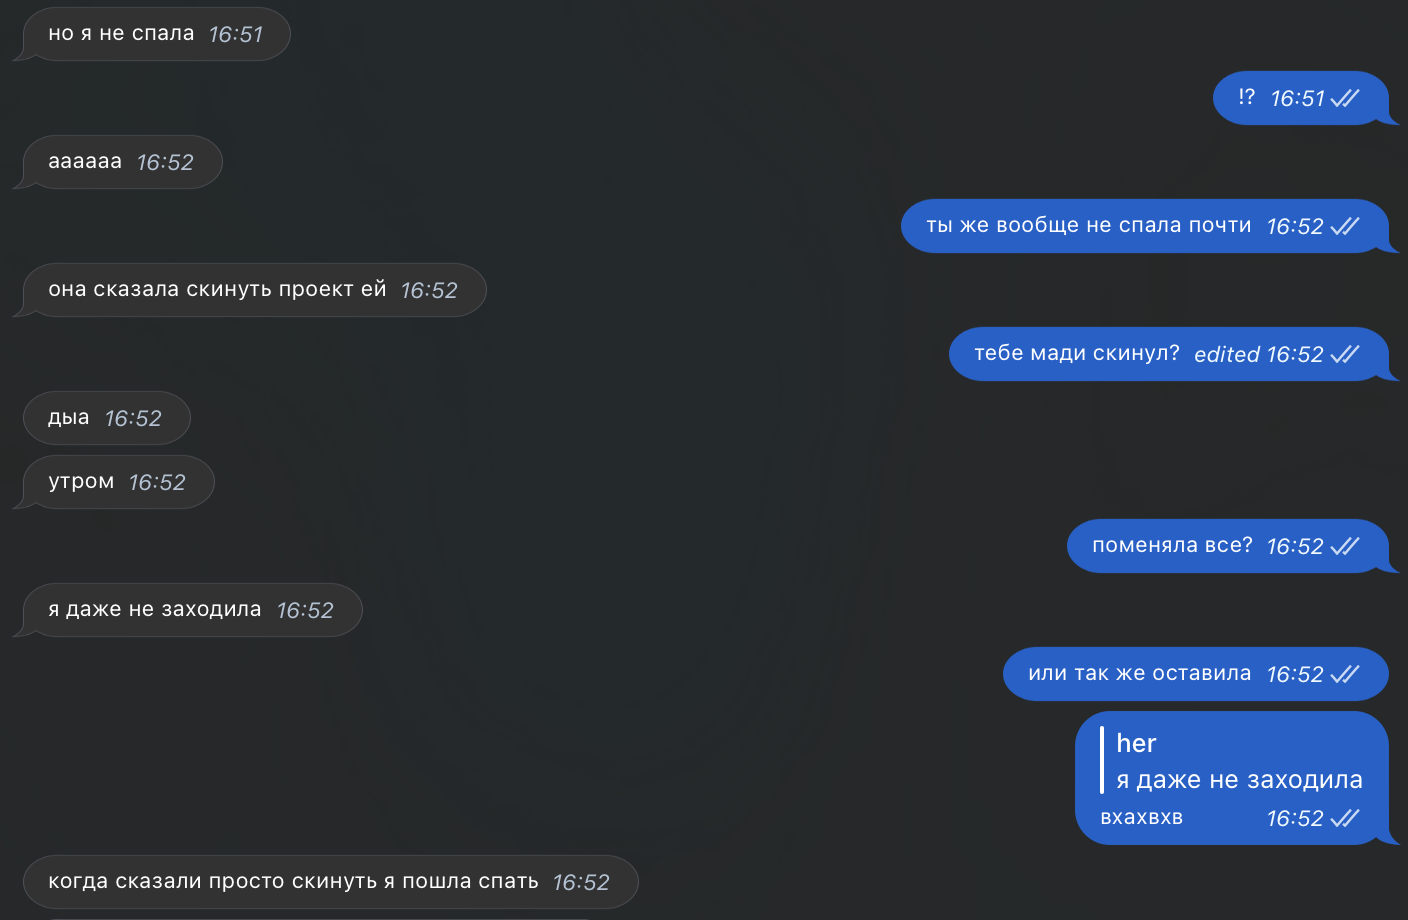 но я не спала 16:51
!? 16:51
аааааа 16:52
ты же вообще не спала почти 16:52
она сказала скинуть проект ей 16:52
тебе мади скинул? edited 16:52
дыа 16:52
утром 16:52
поменяла все? 16:52
я даже не заходила 16:52
или так же оставила 16:52
her
я даже не заходила
вхахвхв 16:52
когда сказали просто скинуть я пошла спать 16:52